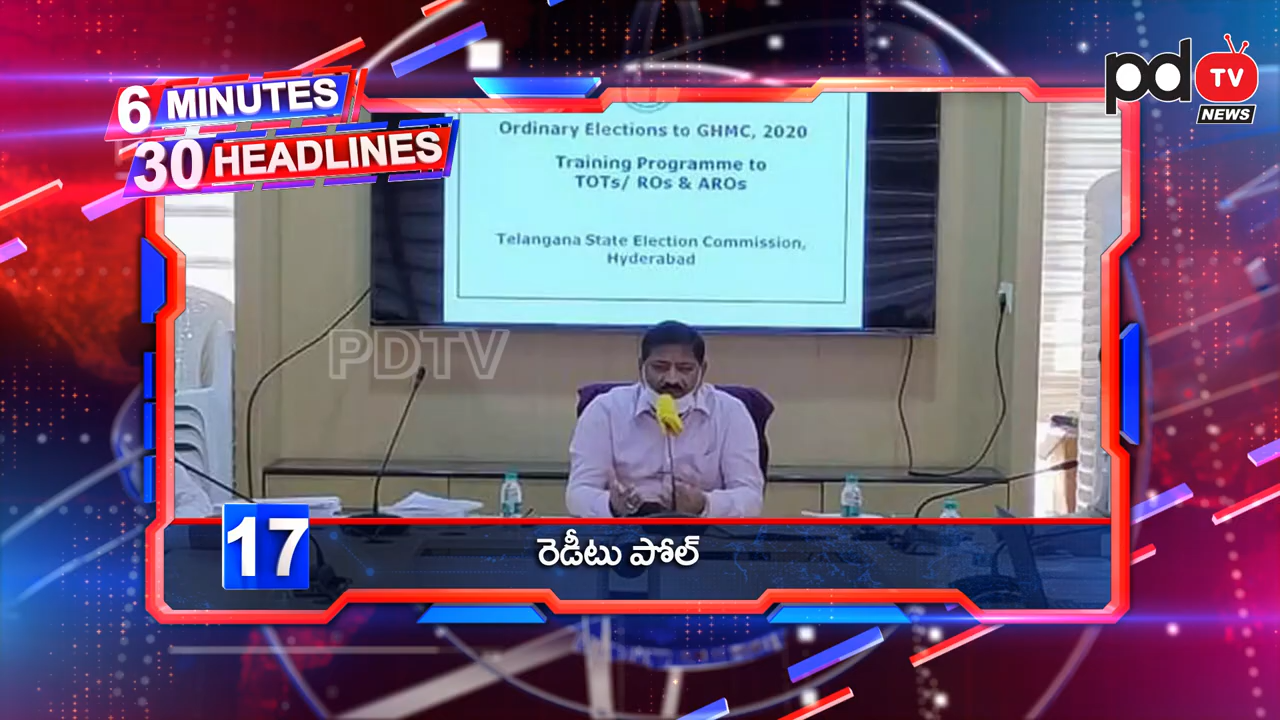 6 MINUTES
30 HEADLINES
pd TV
NEWS
Ordinary Elections to GHMC, 2020
Training Programme to
TOTs/ ROs & AROs
Telangana State Election Commission,
Hyderabad
PDTV
17
రెడీటు పోల్